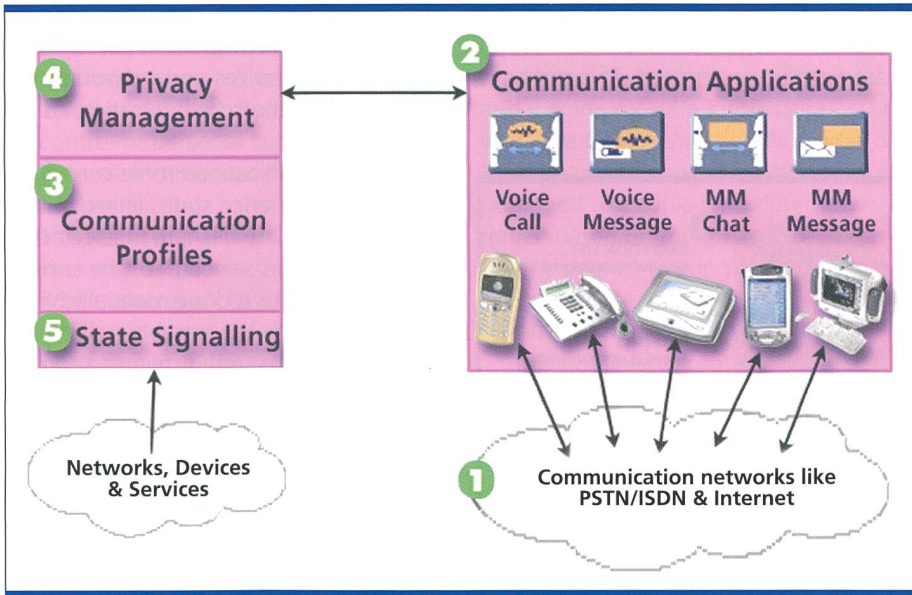 4
Privacy
Management
3
Communication
Profiles
5
State Signalling
Networks, Devices
& Services
2
Communication Applications
Voice
Call
Voice
Message
MM
Chat
MM
Message
1
Communication networks like
PSTN/ISDN & Internet